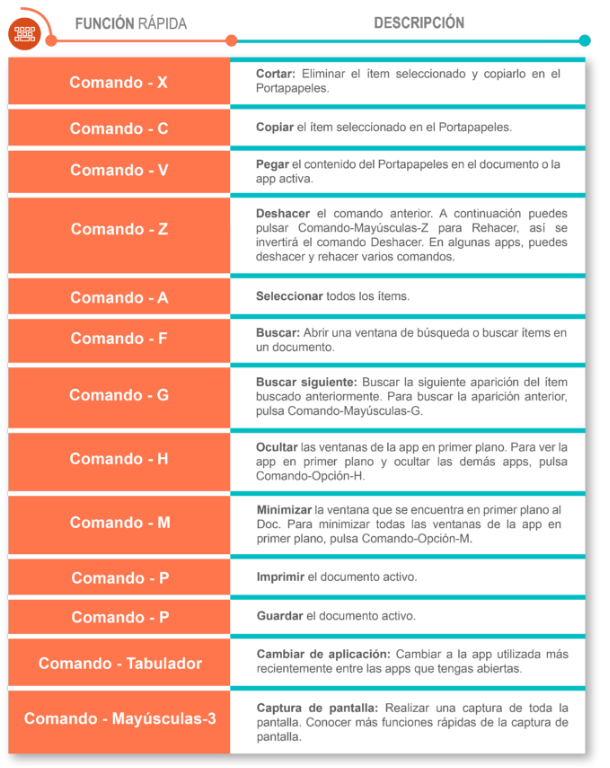 FUNCIÓN RÁPIDA
DESCRIPCIÓN
Comando - X
Cortar: Eliminar el ítem seleccionado y copiarlo en el
Portapapeles.
Comando - C
Copiar el ítem seleccionado en el Portapapeles.
Comando - V
Pegar el contenido del Portapapeles en el documento o la
app activa.
Comando - Z
Deshacer el comando anterior. A continuación puedes
pulsar Comando-Mayúsculas-Z para Rehacer, así se
invertirá el comando Deshacer. En algunas apps, puedes
deshacer y rehacer varios comandos.
Comando - A
Seleccionar todos los ítems.
Comando - F
Buscar: Abrir una ventana de búsqueda o buscar ítems en
un documento.
Comando - G
Buscar siguiente: Buscar la siguiente aparición del ítem
buscado anteriormente. Para buscar la aparición anterior,
pulsa Comando-Mayúsculas-G.
Comando - H
Ocultar las ventanas de la app en primer plano. Para ver la
app en primer plano y ocultar las demás apps, pulsa
Comando-Opción-H.
Comando - M
Minimizar la ventana que se encuentra en primer plano al
Doc. Para minimizar todas las ventanas de la app en
primer plano, pulsa Comando-Opción-M.
Comando - P
Imprimir el documento activo.
Comando - P
Guardar el documento activo.
Comando - Tabulador
Cambiar de aplicación: Cambiar a la app utilizada más
recientemente entre las apps que tengas abiertas.
Comando - Mayúsculas-3
Captura de pantalla: Realizar una captura de toda la
pantalla. Conocer más funciones rápidas de la captura de
pantalla.